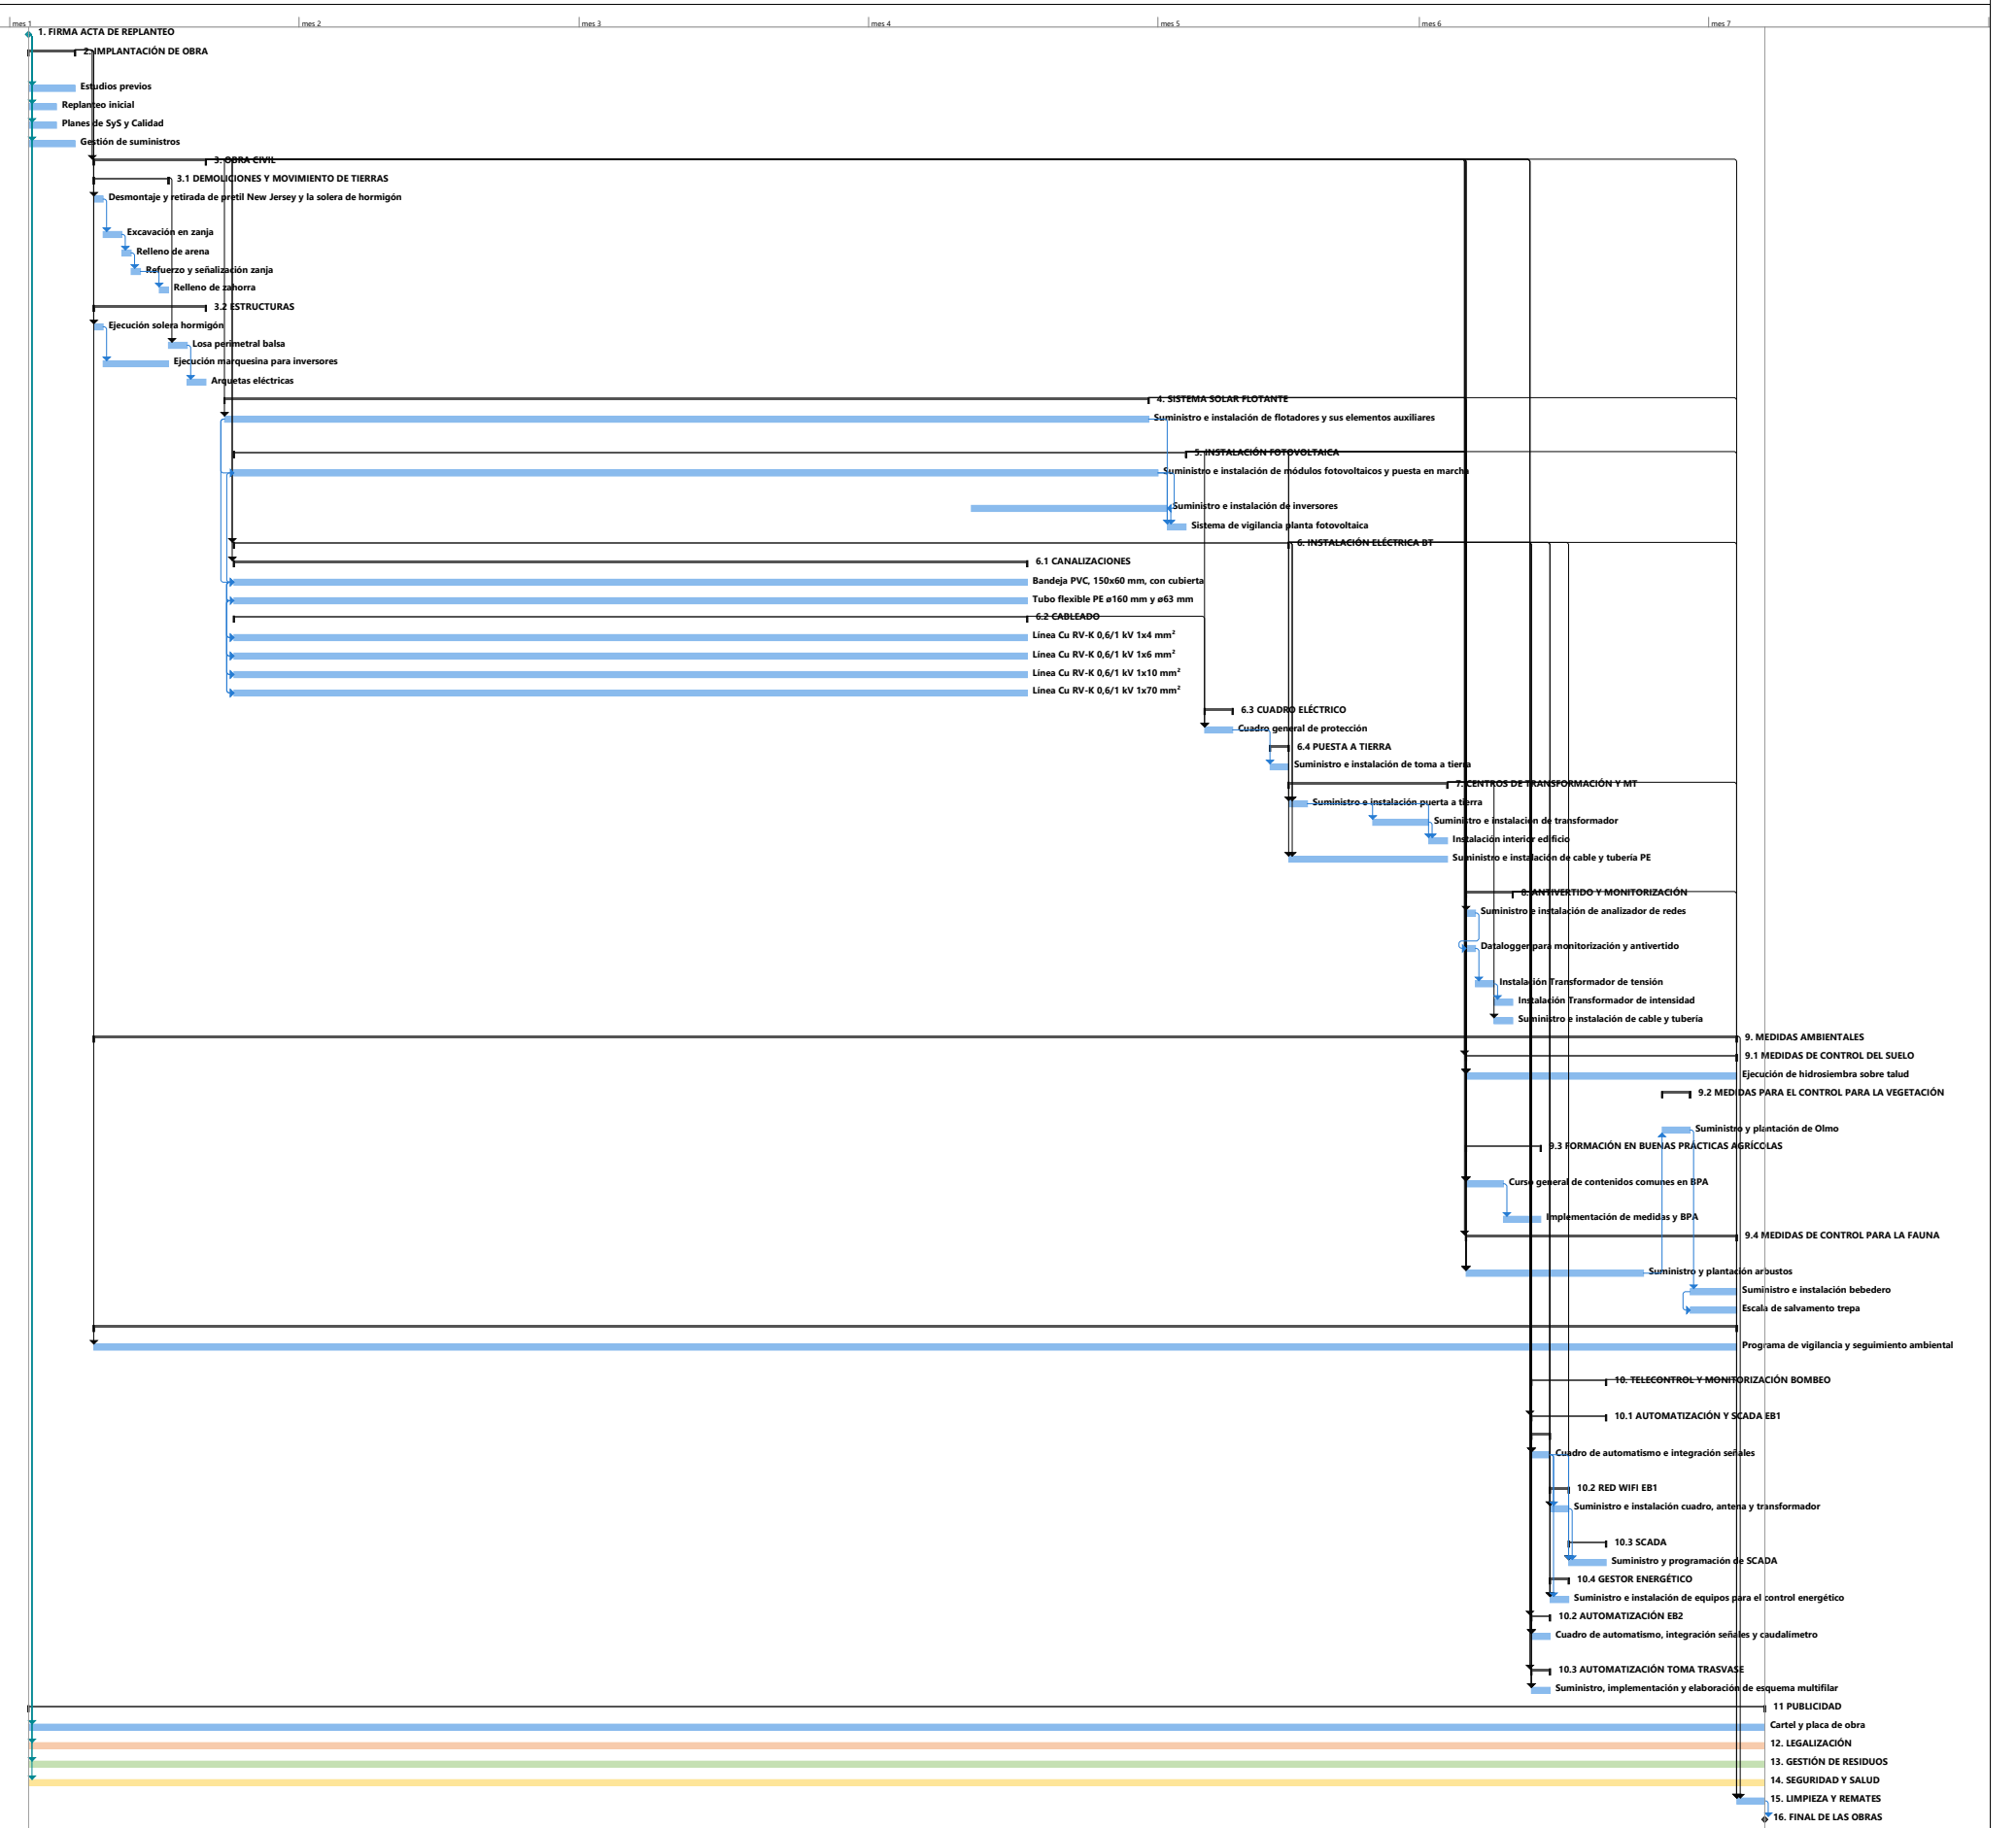 mes 1 mes 2 mes 3 mes 4 mes 5 mes 6 mes 7
1. FIRMA ACTA DE REPLANTEO
2. IMPLANTACIÓN DE OBRA
Estudios previos
Replanteo inicial
Planes de SyS y Calidad
Gestión de suministros
3. OBRA CIVIL
3.1 DEMOLICIONES Y MOVIMIENTO DE TIERRAS
Desmontaje y retirada de pretil New Jersey y la solera de hormigón
Excavación en zanja
Relleno de arena
Refuerzo y señalización zanja
Relleno de zahorra
3.2 ESTRUCTURAS
Ejecución solera hormigón
Losa perimetral balsa
Ejecución marquesina para inversores
Arquetas eléctricas
4. SISTEMA SOLAR FLOTANTE
Suministro e instalación de flotadores y sus elementos auxiliares
5. INSTALACIÓN FOTOVOLTAICA
Suministro e instalación de módulos fotovoltaicos y puesta en marcha
Suministro e instalación de inversores
Sistema de vigilancia planta fotovoltaica
6. INSTALACIÓN ELÉCTRICA BT
6.1 CANALIZACIONES
Bandeja PVC, 150x60 mm, con cubierta
Tubo flexible PE ø160 mm y ø63 mm
6.2 CABLEADO
Línea Cu RV-K 0,6/1 kV 1x4 mm²
Línea Cu RV-K 0,6/1 kV 1x6 mm²
Línea Cu RV-K 0,6/1 kV 1x10 mm²
Línea Cu RV-K 0,6/1 kV 1x70 mm²
6.3 CUADRO ELÉCTRICO
Cuadro general de protección
6.4 PUESTA A TIERRA
Suministro e instalación de toma a tierra
7. CENTROS DE TRANSFORMACIÓN Y MT
Suministro e instalación puerta a tierra
Suministro e instalación de transformador
Instalación interior edificio
Suministro e instalación de cable y tubería PE
8. ANTIVERTIDO Y MONITORIZACIÓN
Suministro e instalación de analizador de redes
Datalogger para monitorización y antivertido
Instalación Transformador de tensión
Instalación Transformador de intensidad
Suministro e instalación de cable y tubería
9. MEDIDAS AMBIENTALES
9.1 MEDIDAS DE CONTROL DEL SUELO
Ejecución de hidrosiembra sobre talud
9.2 MEDIDAS PARA EL CONTROL PARA LA VEGETACIÓN
Suministro y plantación de Olmo
9.3 FORMACIÓN EN BUENAS PRÁCTICAS AGRÍCOLAS
Curso general de contenidos comunes en BPA
Implementación de medidas y BPA
9.4 MEDIDAS DE CONTROL PARA LA FAUNA
Suministro y plantación arbustos
Suministro e instalación bebedero
Escala de salvamento trepa
Programa de vigilancia y seguimiento ambiental
10. TELECONTROL Y MONITORIZACIÓN BOMBEO
10.1 AUTOMATIZACIÓN Y SCADA EB1
Cuadro de automatismo e integración señales
10.2 RED WIFI EB1
Suministro e instalación cuadro, antena y transformador
10.3 SCADA
Suministro y programación de SCADA
10.4 GESTOR ENERGÉTICO
Suministro e instalación de equipos para el control energético
10.2 AUTOMATIZACIÓN EB2
Cuadro de automatismo, integración señales y caudalímetro
10.3 AUTOMATIZACIÓN TOMA TRASVASE
Suministro, implementación y elaboración de esquema multifilar
11 PUBLICIDAD
Cartel y placa de obra
12. LEGALIZACIÓN
13. GESTIÓN DE RESIDUOS
14. SEGURIDAD Y SALUD
15. LIMPIEZA Y REMATES
16. FINAL DE LAS OBRAS